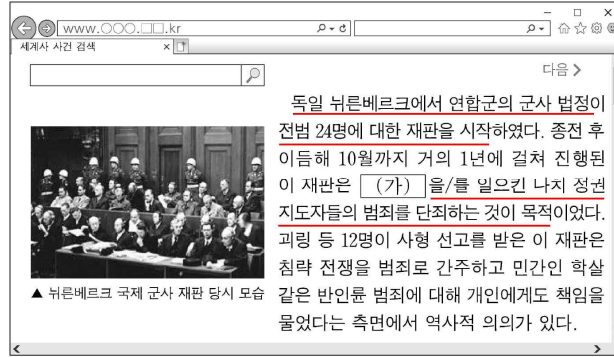 www.○○○.□□.kr
세계사 사건 검색
다음 >
독일 뉘른베르크에서 연합군의 군사 법정이
전범 24명에 대한 재판을 시작하였다. 종전 후
이듬해 10월까지 거의 1년에 걸쳐 진행된
이 재판은 (가) 을/를 일으킨 나치 정권
지도자들의 범죄를 단죄하는 것이 목적이었다.
괴링 등 12명이 사형 선고를 받은 이 재판은
침략 전쟁을 범죄로 간주하고 민간인 학살
같은 반인륜 범죄에 대해 개인에게도 책임을
물었다는 측면에서 역사적 의의가 있다.
▲ 뉘른베르크 국제 군사 재판 당시 모습